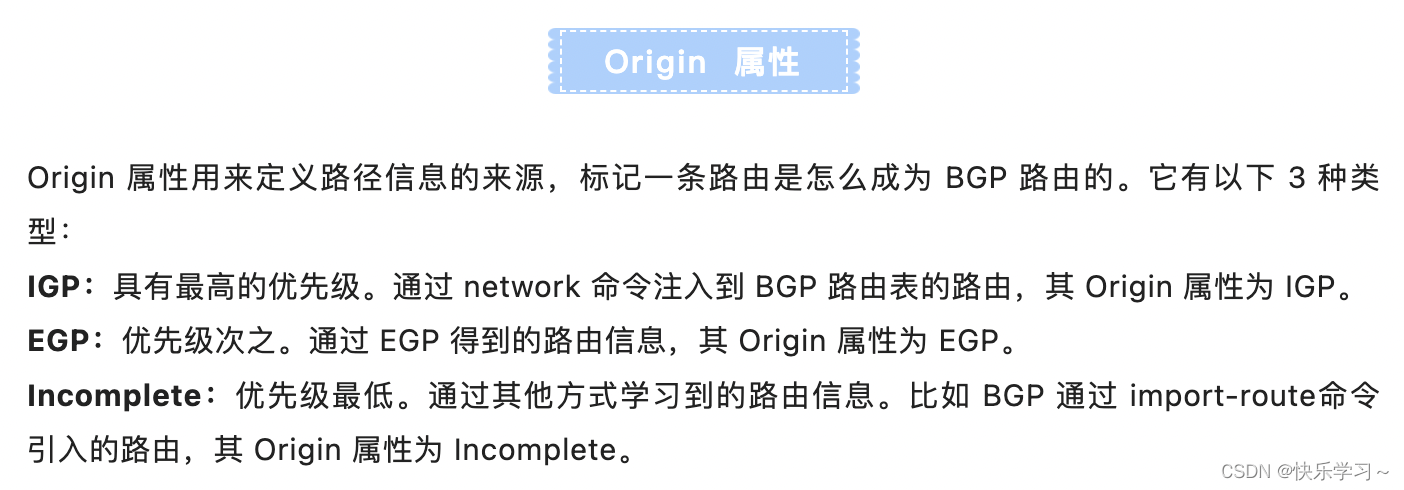 Origin 属性
Origin 属性用来定义路径信息的来源，标记一条路由是怎么成为 BGP 路由的。它有以下 3 种类
型：
IGP：具有最高的优先级。通过 network 命令注入到 BGP 路由表的路由，其 Origin 属性为 IGP。
EGP：优先级次之。通过 EGP 得到的路由信息，其 Origin 属性为 EGP。
Incomplete：优先级最低。通过其他方式学习到的路由信息。比如 BGP 通过 import-route命令
引入的路由，其 Origin 属性为 Incomplete。
CSDN @快乐学习～